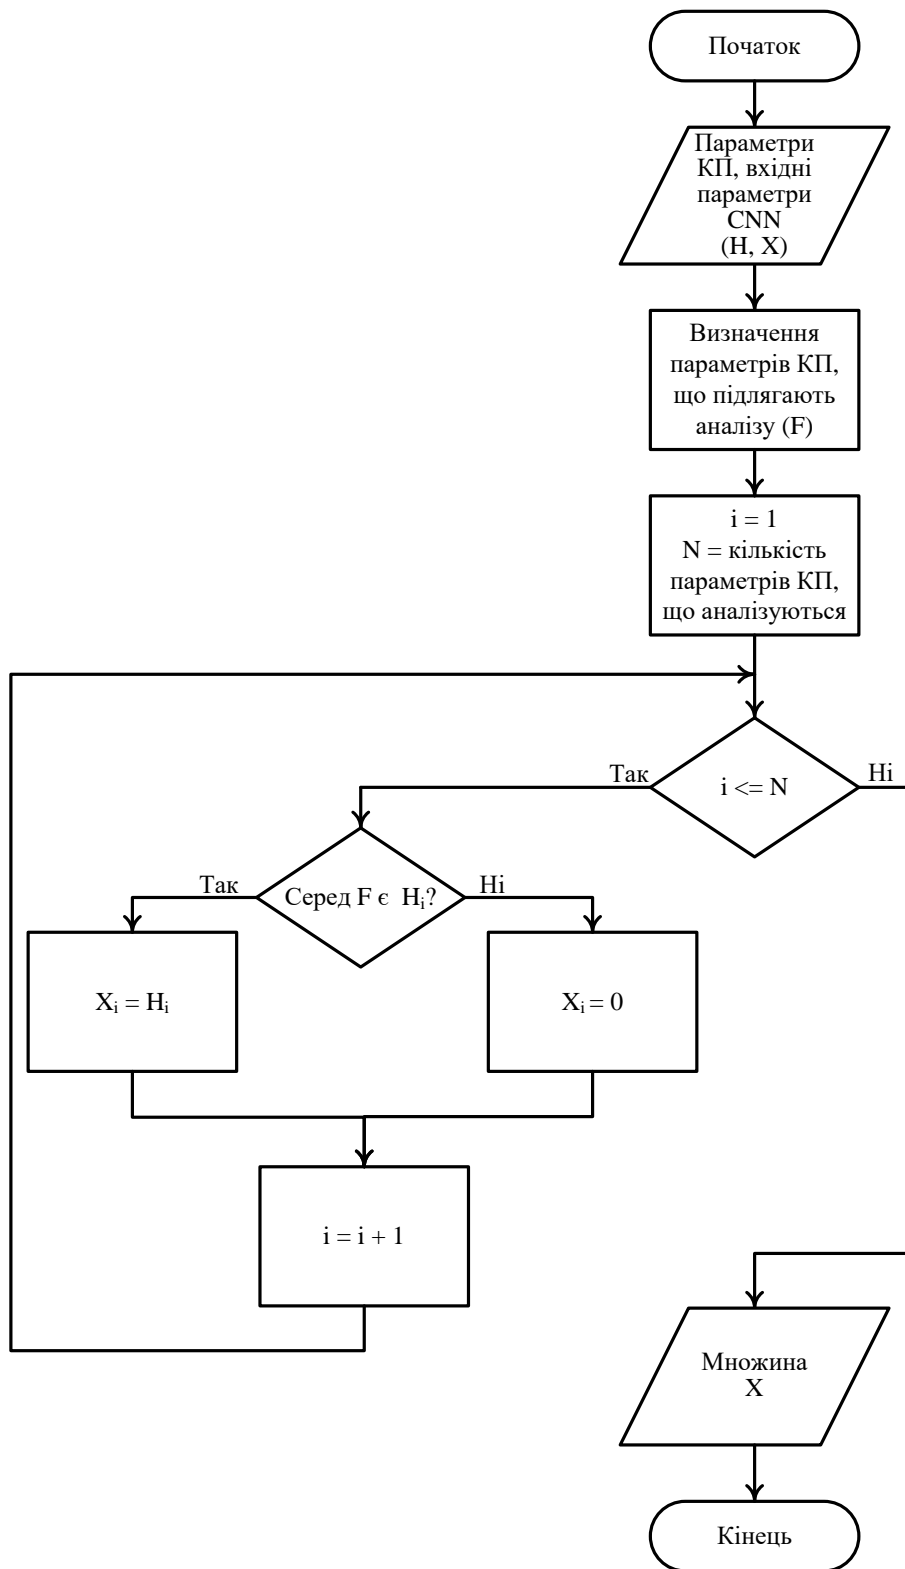 Початок
Параметри
КП, вхідні
параметри
CNN
(H, X)
Визначення
параметрів КП,
що підлягають
аналізу (F)
i = 1
N = кількість
параметрів КП,
що аналізуються
Так
i <= N
Ні
Так
Серед F є Hᵢ?
Ні
Xᵢ = Hᵢ
Xᵢ = 0
i = i + 1
Множина
X
Кінець